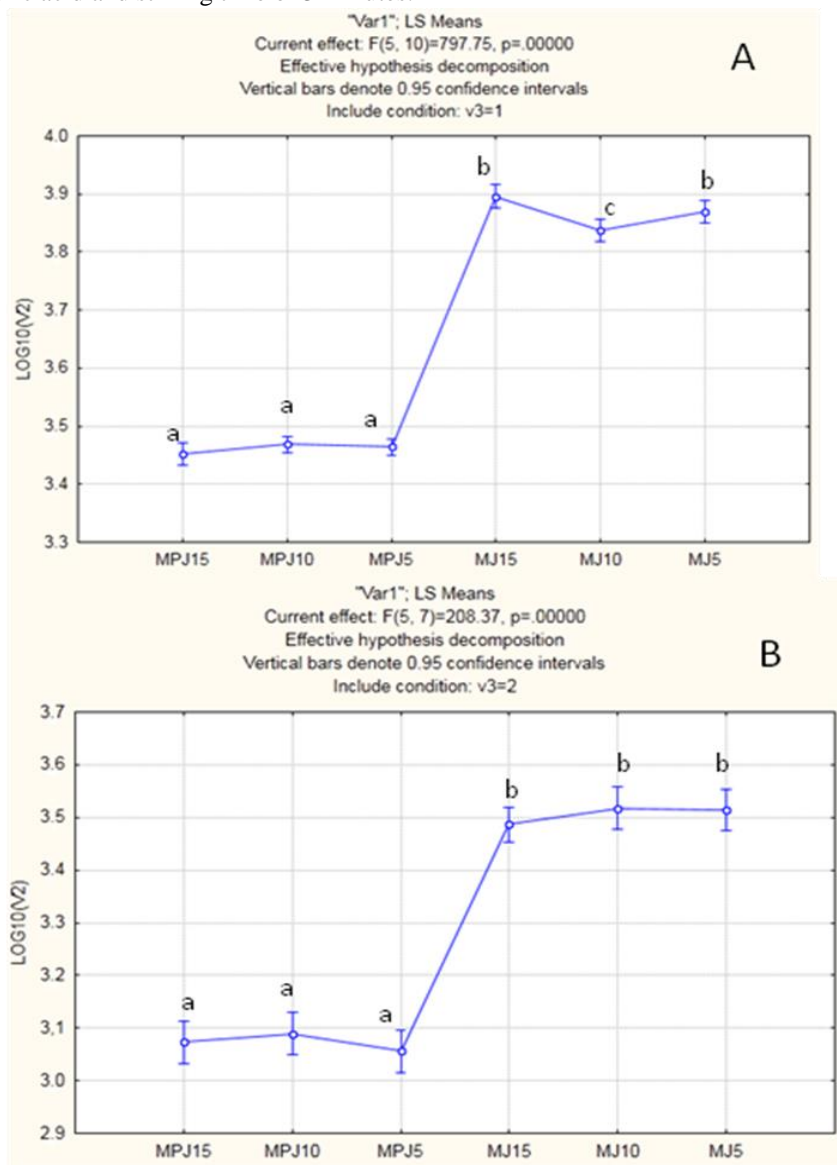 "Var1"; LS Means
Current effect: F(5, 10)=797.75, p=.00000
Effective hypothesis decomposition
Vertical bars denote 0.95 confidence intervals
Include condition: v3=1
A
4.0
3.9
3.8
3.7
3.6
3.5
3.4
3.3
LOG10(V2)
a
a
a
b
c
b
MPJ15 MPJ10 MPJ5 MJ15 MJ10 MJ5
"Var1"; LS Means
Current effect: F(5, 7)=208.37, p=.00000
Effective hypothesis decomposition
Vertical bars denote 0.95 confidence intervals
Include condition: v3=2
B
3.7
3.6
3.5
3.4
3.3
3.2
3.1
3.0
2.9
LOG10(V2)
a
a
a
b
b
b
MPJ15 MPJ10 MPJ5 MJ15 MJ10 MJ5